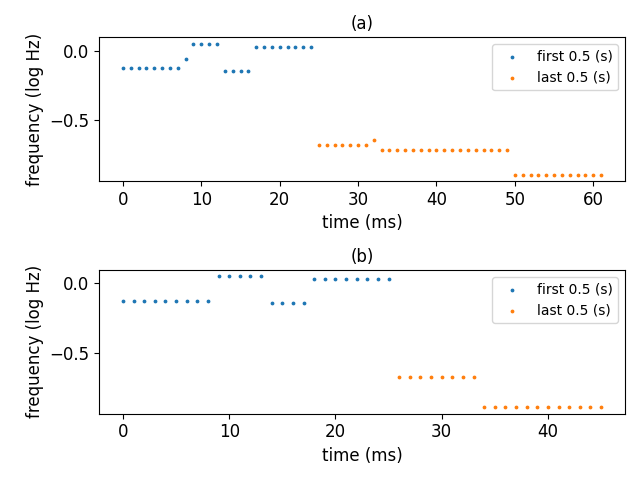 (a)
frequency (log Hz)
0.0
−0.5
first 0.5 (s)
last 0.5 (s)
0 10 20 30 40 50 60
time (ms)
(b)
frequency (log Hz)
0.0
−0.5
first 0.5 (s)
last 0.5 (s)
0 10 20 30 40
time (ms)